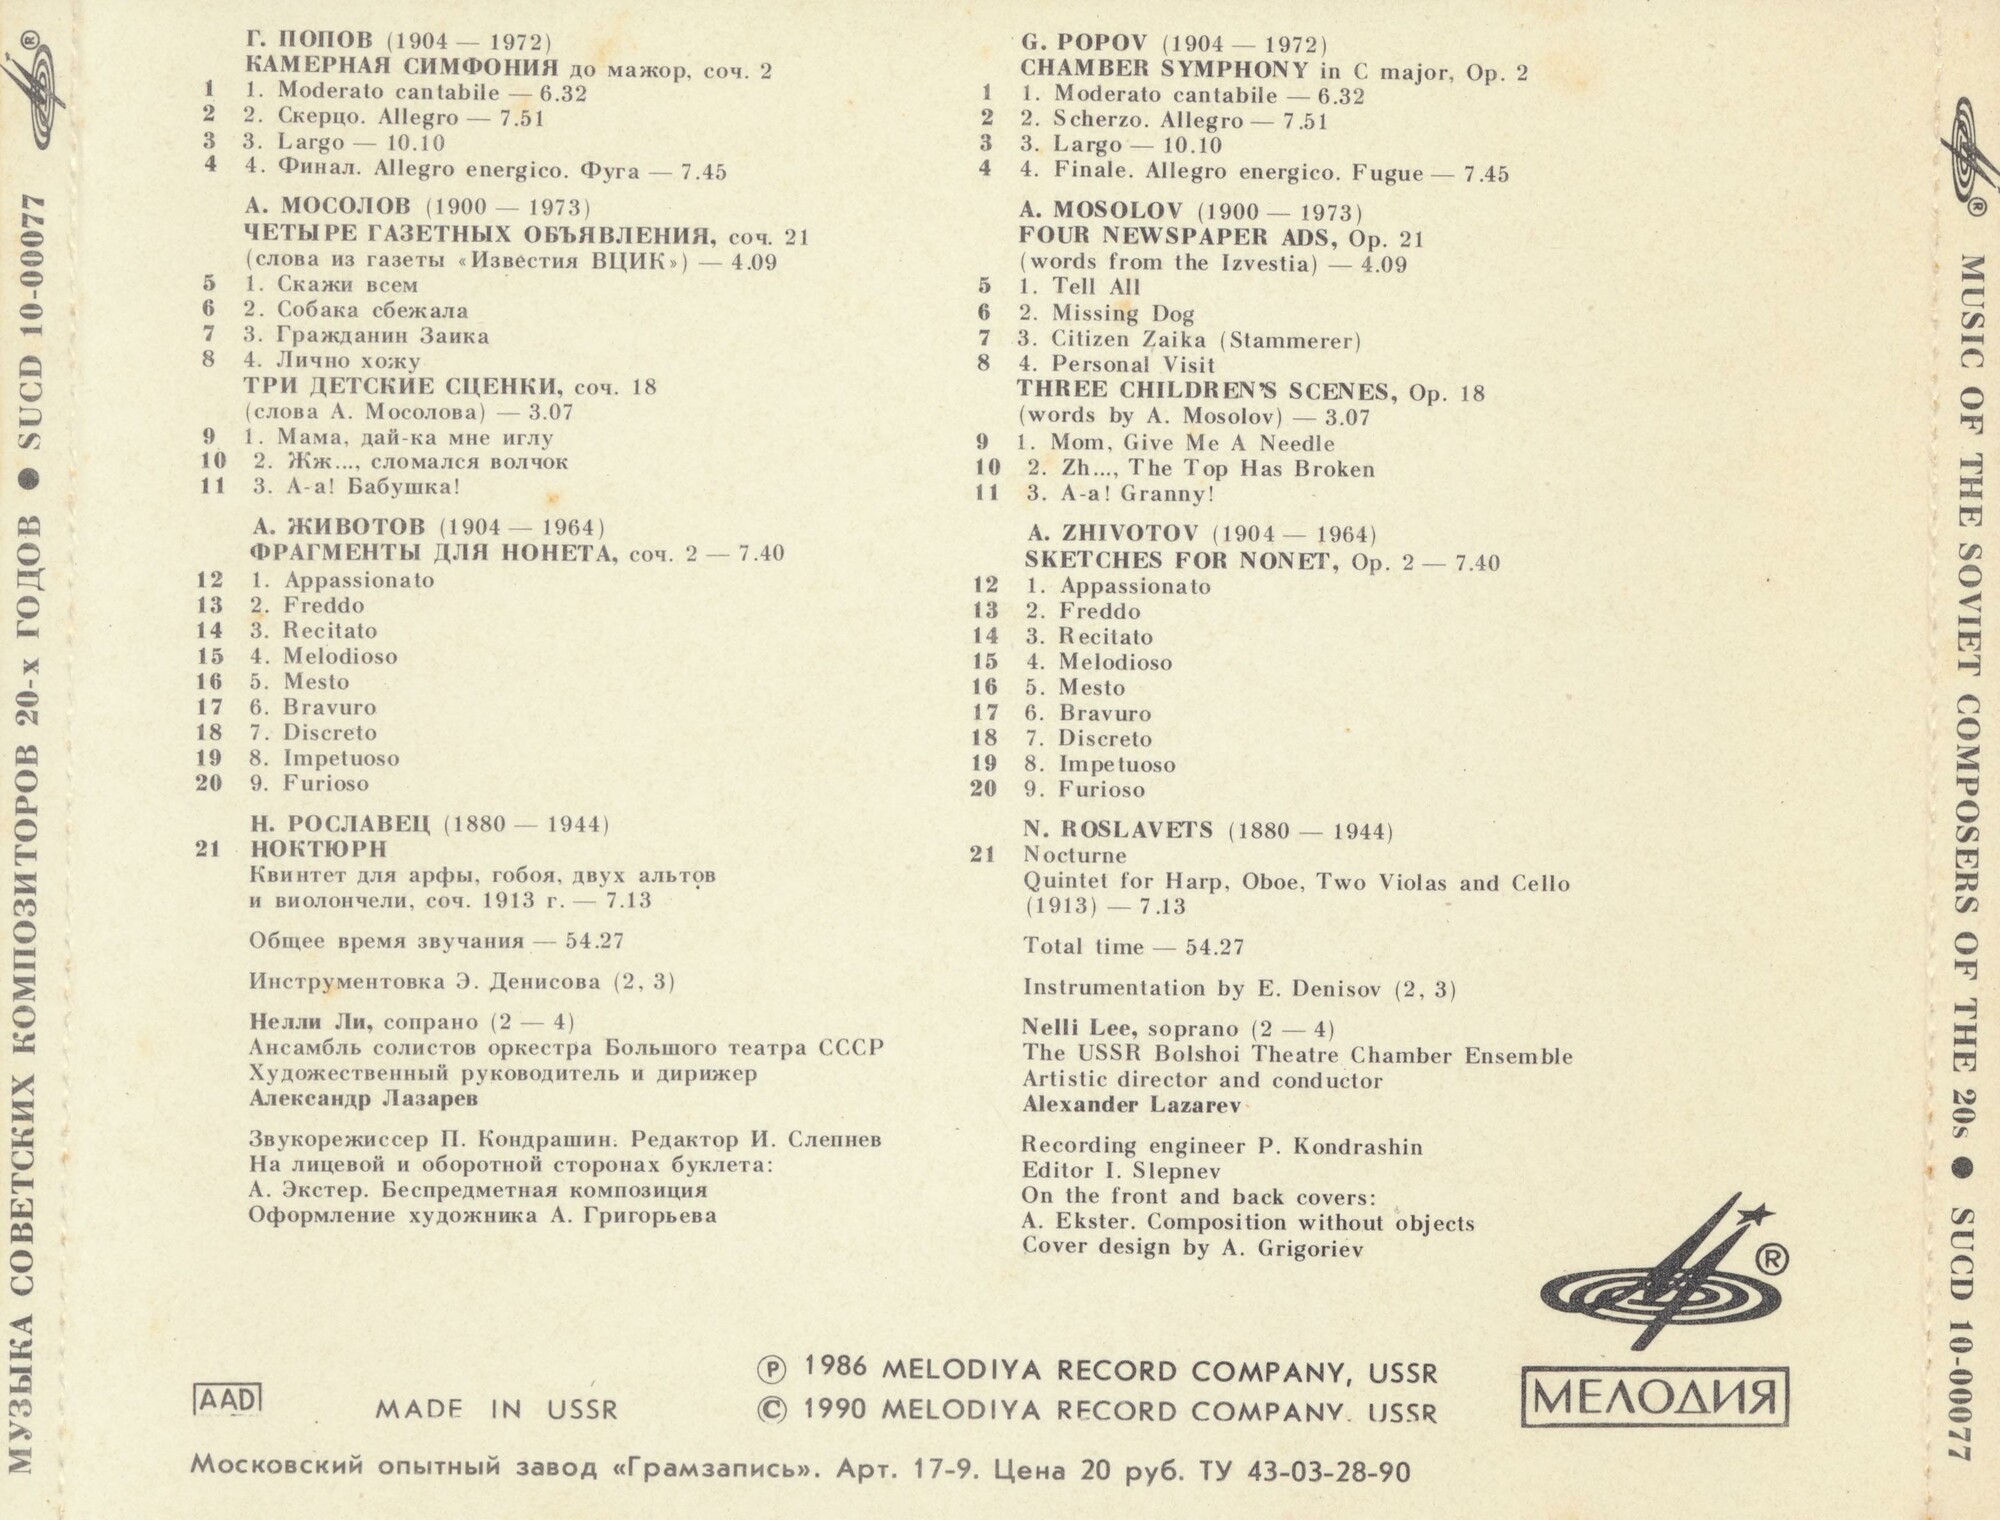 МУЗЫКА СОВЕТСКИХ КОМПОЗИТОРОВ 20-х ГОДОВ ● SUCD 10-00077
®
Г. ПОПОВ (1904 — 1972)
КАМЕРНАЯ СИМФОНИЯ до мажор, соч. 2
1 1. Moderato cantabile — 6.32
2 2. Скерцо. Allegro — 7.51
3 3. Largo — 10.10
4 4. Финал. Allegro energico. Фуга — 7.45
А. МОСОЛОВ (1900 — 1973)
ЧЕТЫРЕ ГАЗЕТНЫХ ОБЪЯВЛЕНИЯ, соч. 21
(слова из газеты «Известия ВЦИК») — 4.09
5 1. Скажи всем
6 2. Собака сбежала
7 3. Гражданин Заика
8 4. Лично хожу
ТРИ ДЕТСКИЕ СЦЕНКИ, соч. 18
(слова А. Мосолова) — 3.07
9 1. Мама, дай-ка мне иглу
10 2. Жж..., сломался волчок
11 3. А-а! Бабушка!
А. ЖИВОТОВ (1904 — 1964)
ФРАГМЕНТЫ ДЛЯ НОНЕТА, соч. 2 — 7.40
12 1. Appassionato
13 2. Freddo
14 3. Recitato
15 4. Melodioso
16 5. Mesto
17 6. Bravuro
18 7. Discreto
19 8. Impetuoso
20 9. Furioso
Н. РОСЛАВЕЦ (1880 — 1944)
21 НОКТЮРН
Квинтет для арфы, гобоя, двух альтов
и виолончели, соч. 1913 г. — 7.13
Общее время звучания — 54.27
Инструментовка Э. Денисова (2, 3)
Нелли Ли, сопрано (2 — 4)
Ансамбль солистов оркестра Большого театра СССР
Художественный руководитель и дирижер
Александр Лазарев
Звукорежиссер П. Кондрашин. Редактор И. Слепнев
На лицевой и оборотной сторонах буклета:
А. Экстер. Беспредметная композиция
Оформление художника А. Григорьева
G. POPOV (1904 — 1972)
CHAMBER SYMPHONY in C major, Op. 2
1 1. Moderato cantabile — 6.32
2 2. Scherzo. Allegro — 7.51
3 3. Largo — 10.10
4 4. Finale. Allegro energico. Fugue — 7.45
A. MOSOLOV (1900 — 1973)
FOUR NEWSPAPER ADS, Op. 21
(words from the Izvestia) — 4.09
5 1. Tell All
6 2. Missing Dog
7 3. Citizen Zaika (Stammerer)
8 4. Personal Visit
THREE CHILDREN'S SCENES, Op. 18
(words by A. Mosolov) — 3.07
9 1. Mom, Give Me A Needle
10 2. Zh..., The Top Has Broken
11 3. A-a! Granny!
A. ZHIVOTOV (1904 — 1964)
SKETCHES FOR NONET, Op. 2 — 7.40
12 1. Appassionato
13 2. Freddo
14 3. Recitato
15 4. Melodioso
16 5. Mesto
17 6. Bravuro
18 7. Discreto
19 8. Impetuoso
20 9. Furioso
N. ROSLAVETS (1880 — 1944)
21 Nocturne
Quintet for Harp, Oboe, Two Violas and Cello
(1913) — 7.13
Total time — 54.27
Instrumentation by E. Denisov (2, 3)
Nelli Lee, soprano (2 — 4)
The USSR Bolshoi Theatre Chamber Ensemble
Artistic director and conductor
Alexander Lazarev
Recording engineer P. Kondrashin
Editor I. Slepnev
On the front and back covers:
A. Ekster. Composition without objects
Cover design by A. Grigoriev
®
МЕЛОДИЯ
AAD
MADE IN USSR
Ⓟ 1986 MELODIYA RECORD COMPANY, USSR
© 1990 MELODIYA RECORD COMPANY. USSR
Московский опытный завод «Грамзапись». Арт. 17-9. Цена 20 руб. ТУ 43-03-28-90
®
MUSIC OF THE SOVIET COMPOSERS OF THE 20s ● SUCD 10-00077